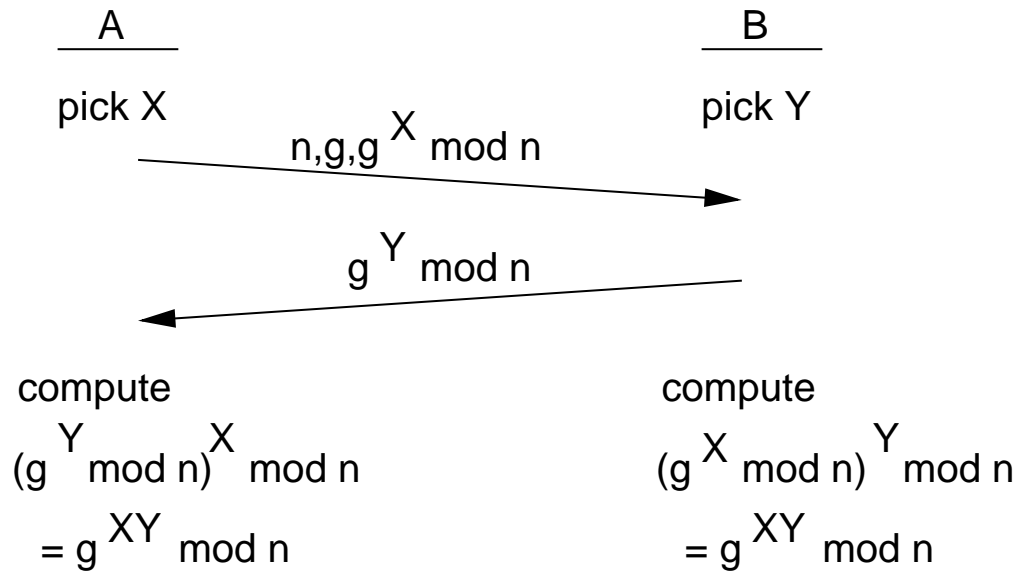 A
B
pick X
pick Y
n,g,g^X mod n
g^Y mod n
compute
(g^Y mod n)^X mod n
= g^XY mod n
compute
(g^X mod n)^Y mod n
= g^XY mod n